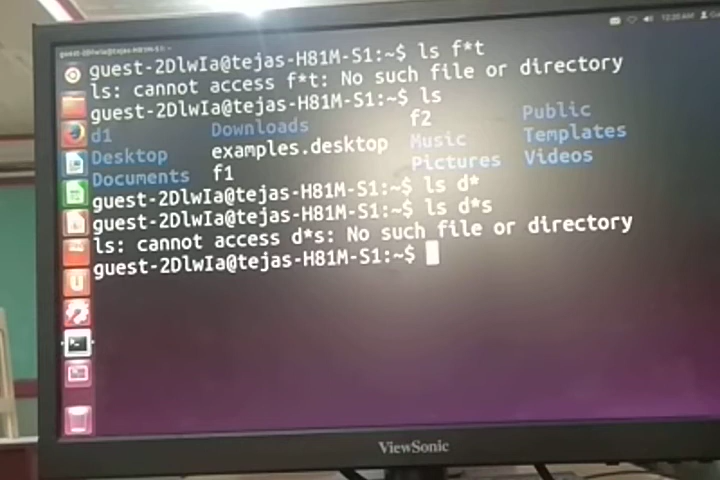 guest-2DlwIa@tejas-H81M-S1:~$ ls f*t
ls: cannot access f*t: No such file or directory
guest-2DlwIa@tejas-H81M-S1:~$ ls
d1 Downloads f2 Public
Desktop examples.desktop Music Templates
Documents f1 Pictures Videos
guest-2DlwIa@tejas-H81M-S1:~$ ls d*
guest-2DlwIa@tejas-H81M-S1:~$ ls d*s
ls: cannot access d*s: No such file or directory
guest-2DlwIa@tejas-H81M-S1:~$
ViewSonic